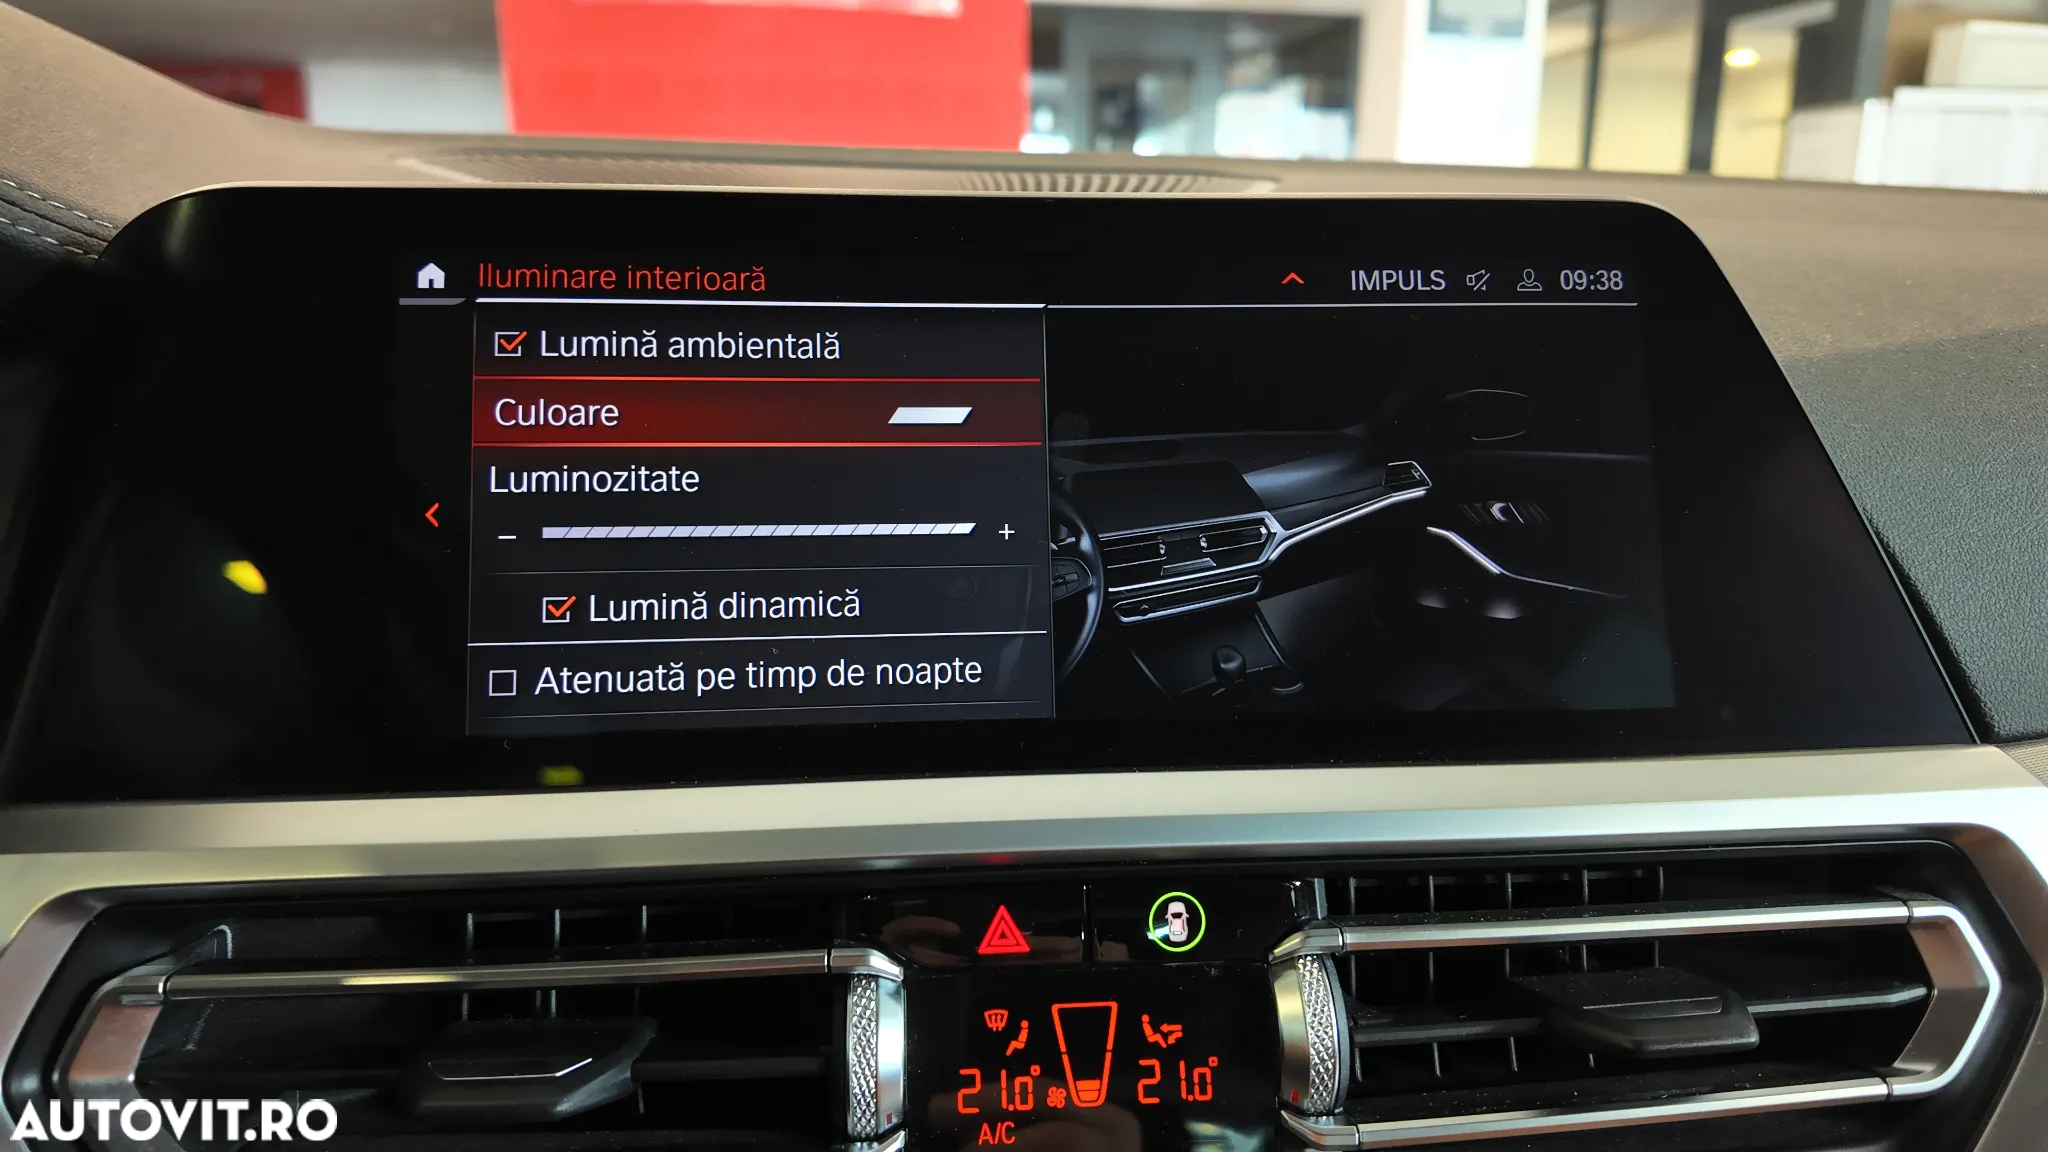 Iluminare interioară
IMPULS 09:38
Lumină ambientală
Culoare
Luminozitate
– +
Lumină dinamică
Atenuată pe timp de noapte
21.0° 21.0°
A/C
AUTOVIT.RO